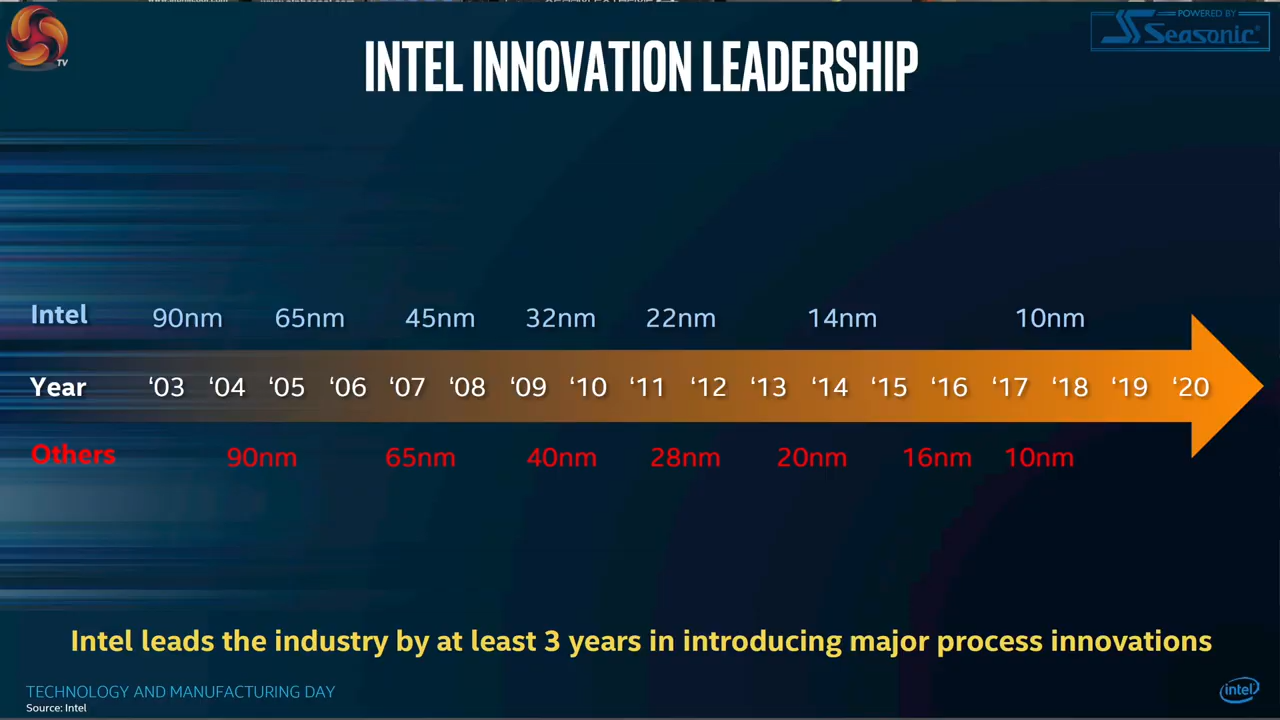 POWERED BY
Seasonic®
TV
INTEL INNOVATION LEADERSHIP
Intel 90nm 65nm 45nm 32nm 22nm 14nm 10nm
Year ‘03 ‘04 ‘05 ‘06 ‘07 ‘08 ‘09 ‘10 ‘11 ‘12 ‘13 ‘14 ‘15 ‘16 ‘17 ‘18 ‘19 ‘20
Others 90nm 65nm 40nm 28nm 20nm 16nm 10nm
Intel leads the industry by at least 3 years in introducing major process innovations
TECHNOLOGY AND MANUFACTURING DAY
Source: Intel
intel